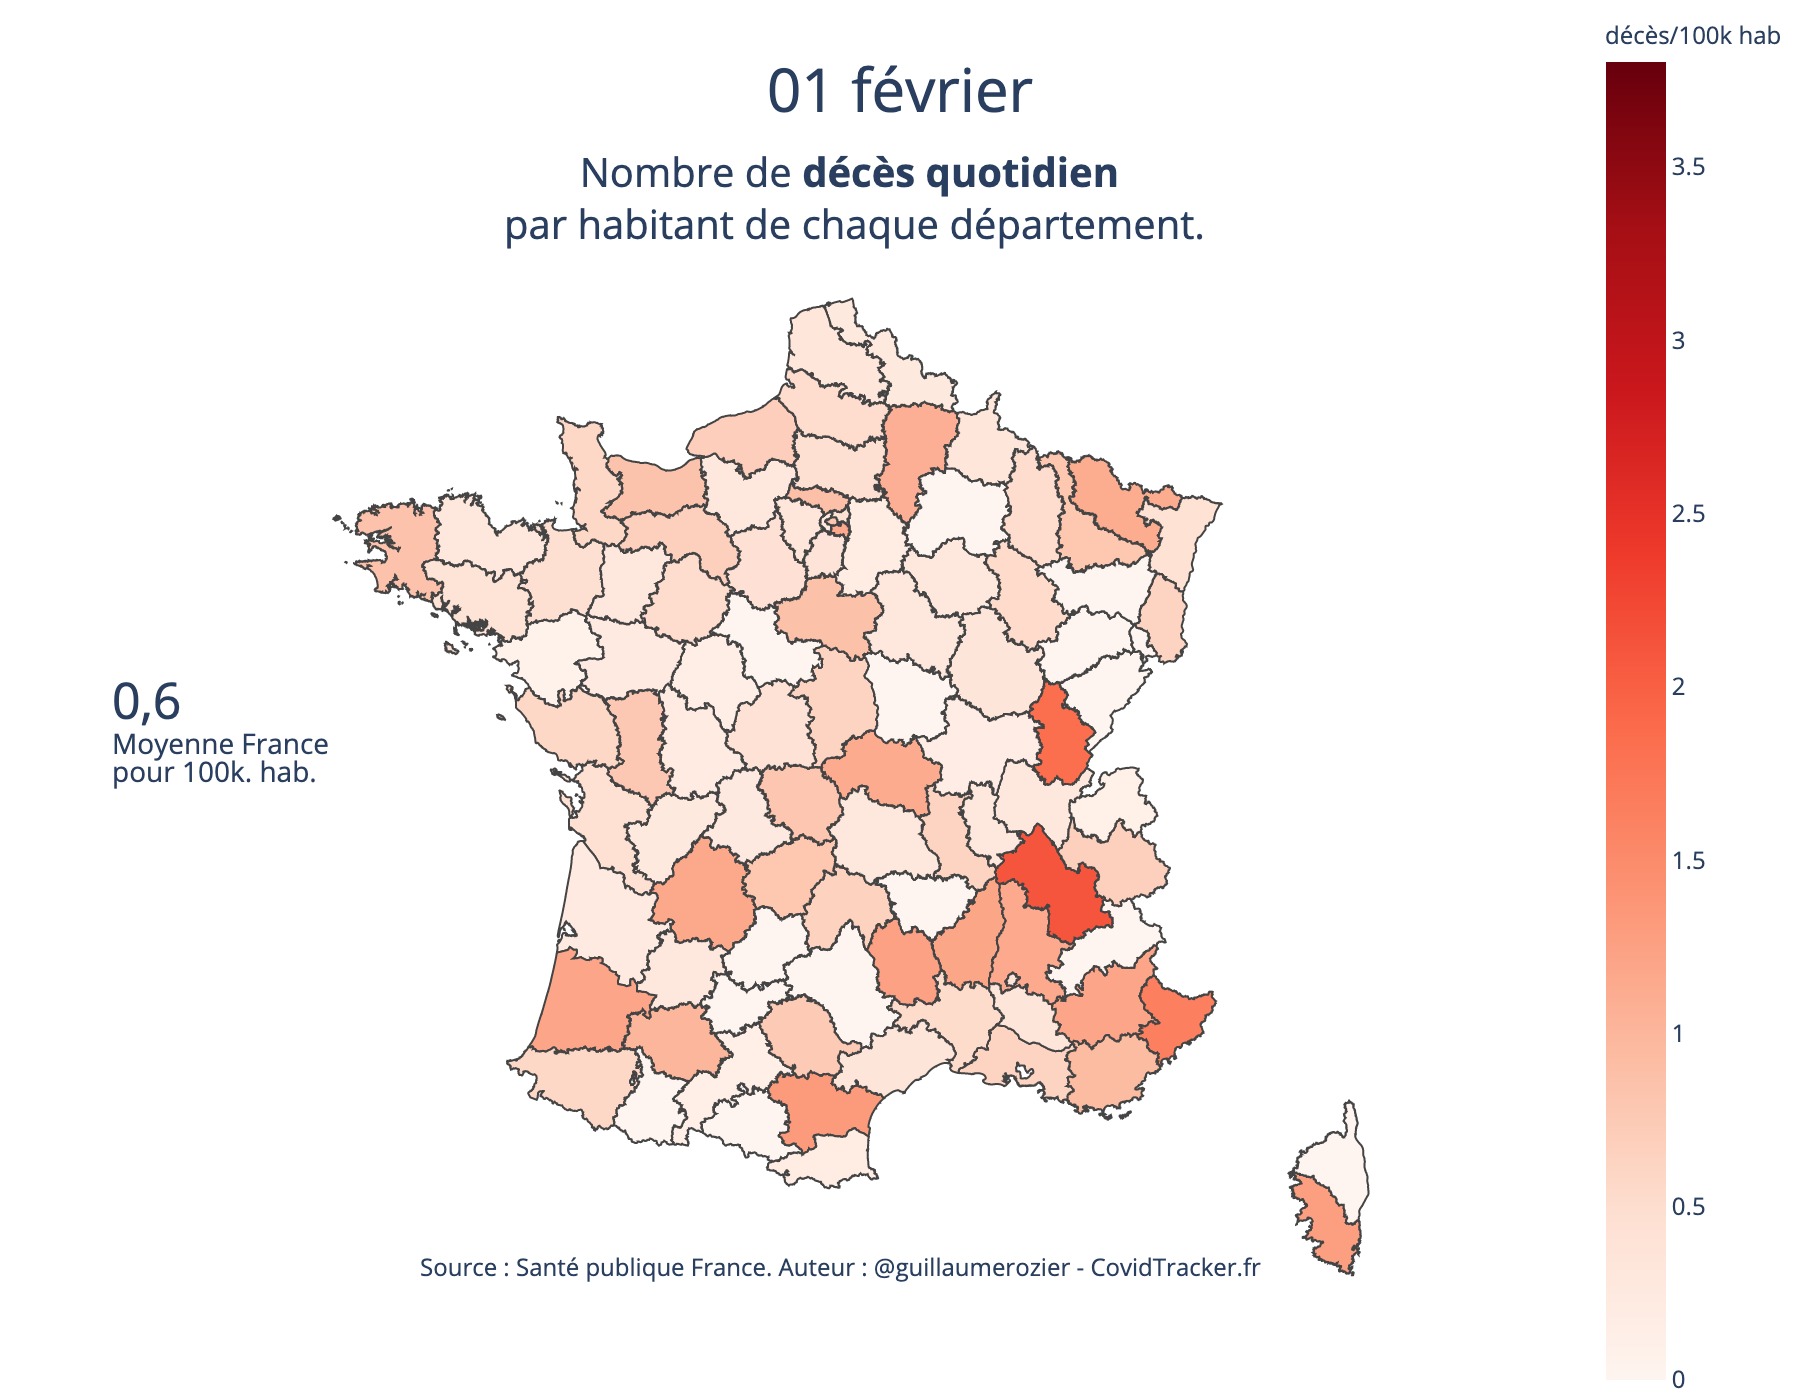 décès/100k hab
01 février
Nombre de décès quotidien
par habitant de chaque département.
3.5
3
2.5
2
1.5
1
0.5
0
0,6
Moyenne France
pour 100k. hab.
Source : Santé publique France. Auteur : @guillaumerozier - CovidTracker.fr